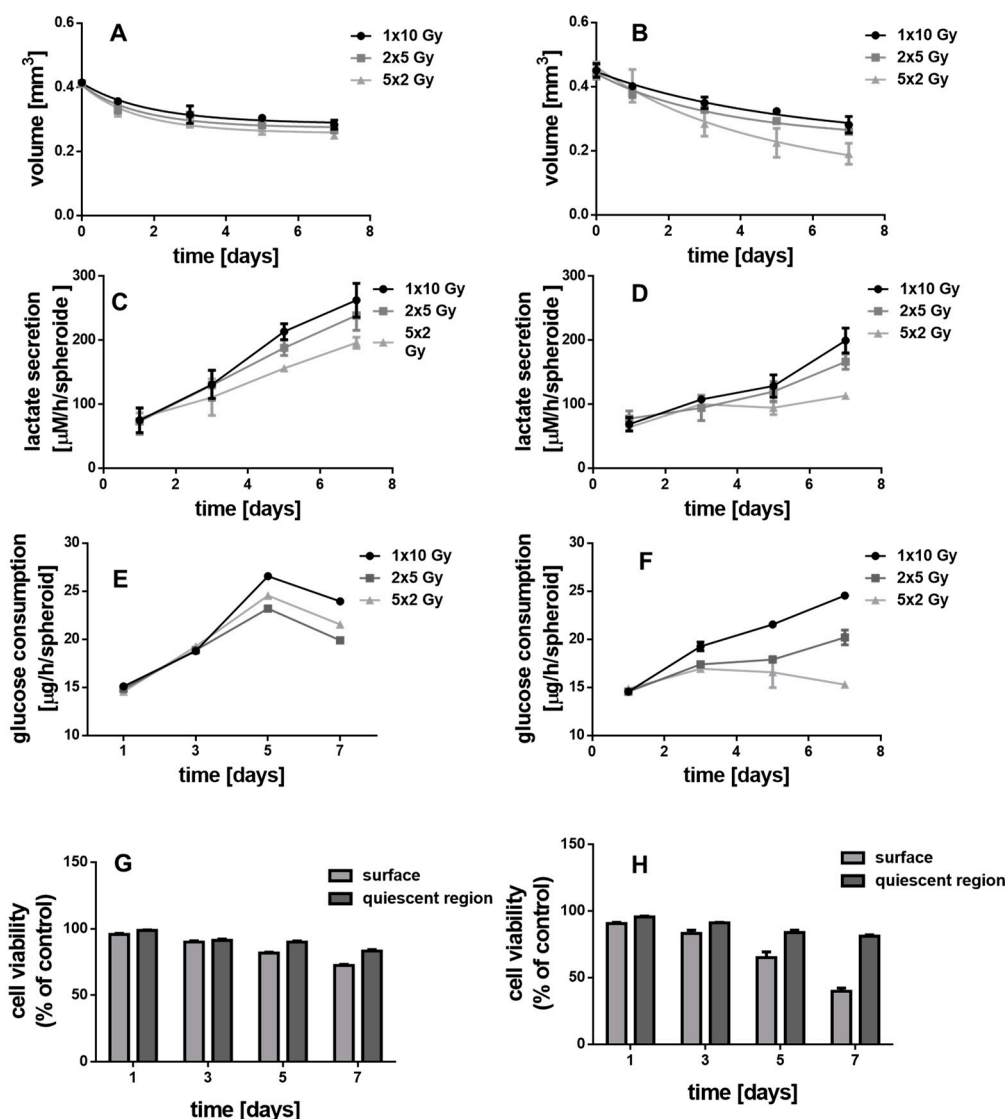 A
1x10 Gy
2x5 Gy
5x2 Gy
volume [mm³]
0.6
0.4
0.2
0.0
0 2 4 6 8
time [days]
B
1x10 Gy
2x5 Gy
5x2 Gy
volume [mm³]
0.6
0.4
0.2
0.0
0 2 4 6 8
time [days]
C
1x10 Gy
2x5 Gy
5x2
Gy
lactate secretion
[µM/h/spheroide ]
300
200
100
0
0 2 4 6 8
time [days]
D
1x10 Gy
2x5 Gy
5x2 Gy
lactate secretion
[µM/h/spheroide ]
300
200
100
0
0 2 4 6 8
time [days]
E
1x10 Gy
2x5 Gy
5x2 Gy
glucose consumption
[µg/h/spheroid]
30
25
20
15
10
1 3 5 7
time [days]
F
1x10 Gy
2x5 Gy
5x2 Gy
glucose consumption
[µg/h/spheroid]
30
25
20
15
10
0 2 4 6 8
time [days]
G
surface
quiescent region
cell viability
(% of control)
150
100
50
0
1 3 5 7
time [days]
H
surface
quiescent region
cell viability
(% of control)
150
100
50
0
1 3 5 7
time [days]